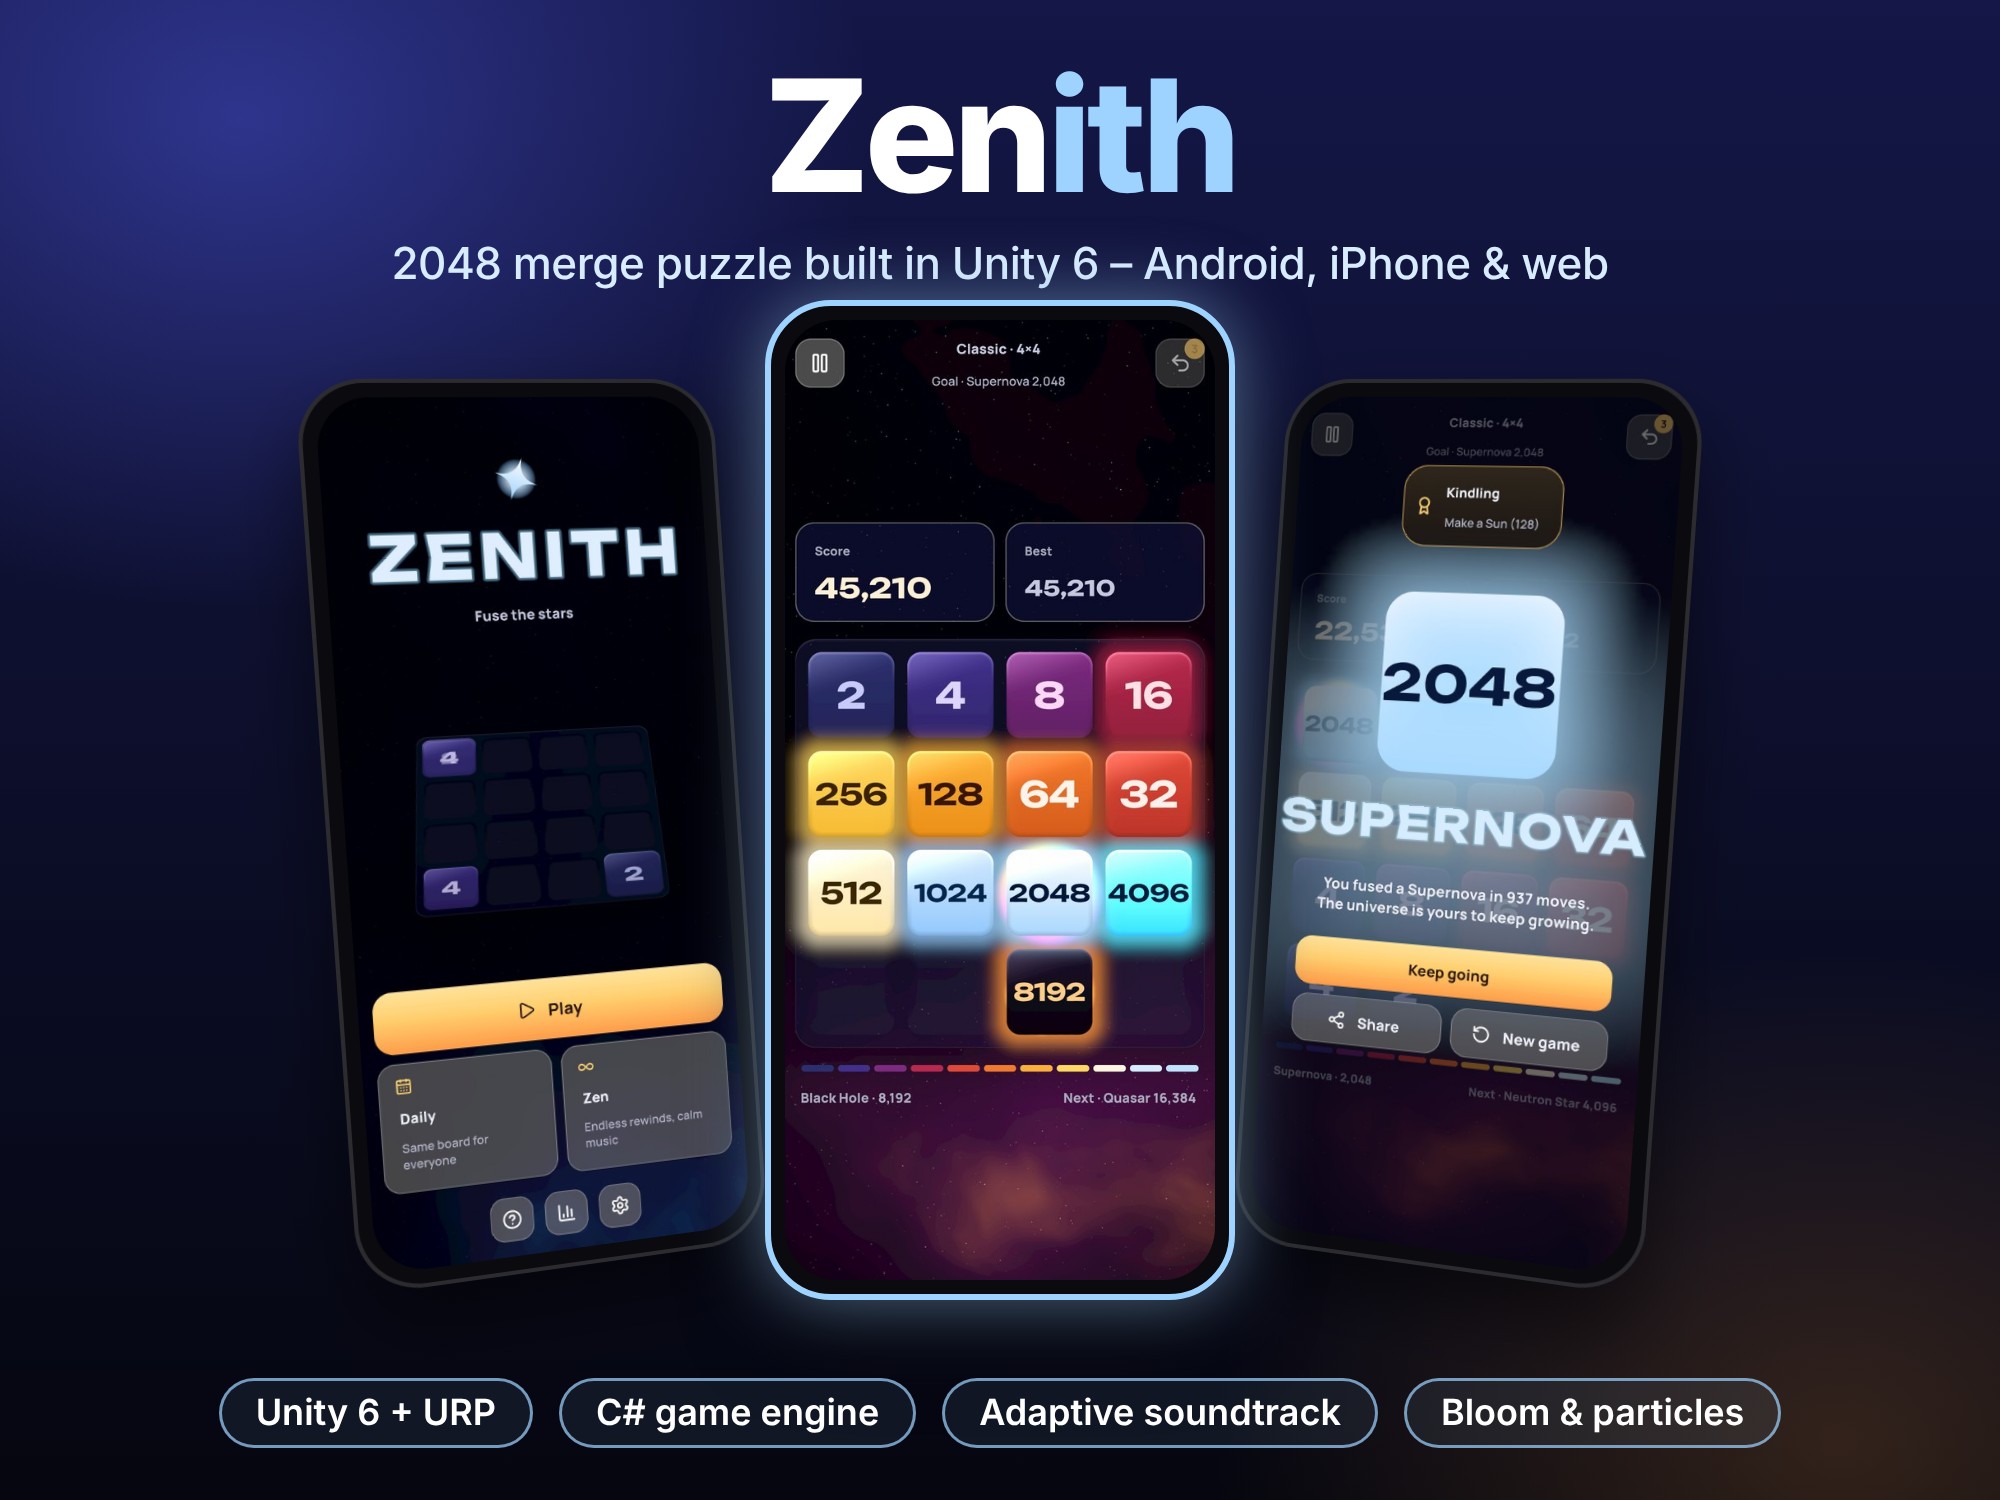 Zenith
2048 merge puzzle built in Unity 6 – Android, iPhone & web
ZENITH
Fuse the stars
4
4
2
Play
Daily
Same board for
everyone
Zen
Endless rewinds, calm
music
Classic · 4×4
3
Goal · Supernova 2,048
Score
45,210
Best
45,210
2 4 8 16
256 128 64 32
512 1024 2048 4096
8192
Black Hole · 8,192
Next · Quasar 16,384
Classic · 4×4
3
Goal · Supernova 2,048
Kindling
Make a Sun (128)
Score
2048
2048
SUPERNOVA
You fused a Supernova in 937 moves.
The universe is yours to keep growing.
Keep going
Share
New game
Supernova · 2,048
Next · Neutron Star 4,096
Unity 6 + URP
C# game engine
Adaptive soundtrack
Bloom & particles